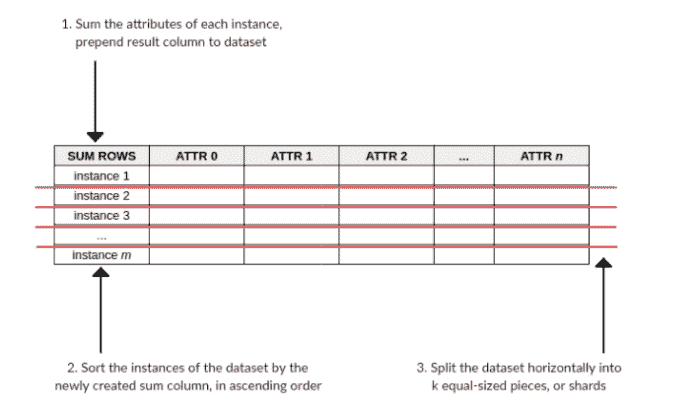 1. Sum the attributes of each instance,
prepend result column to dataset
SUM ROWS ATTR 0 ATTR 1 ATTR 2 ... ATTR n
instance 1
instance 2
instance 3
...
instance m
2. Sort the instances of the dataset by the
newly created sum column, in ascending order
3. Split the dataset horizontally into
k equal-sized pieces, or shards